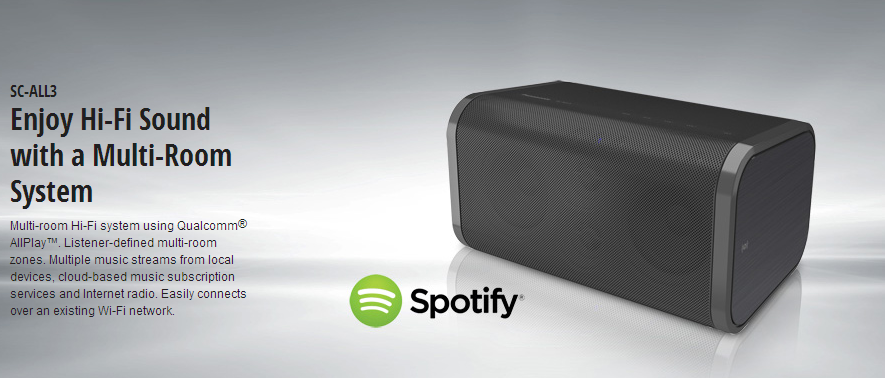 SC-ALL3
Enjoy Hi-Fi Sound
with a Multi-Room
System
Multi-room Hi-Fi system using Qualcomm®
AllPlay™. Listener-defined multi-room
zones. Multiple music streams from local
devices, cloud-based music subscription
services and Internet radio. Easily connects
over an existing Wi-Fi network.
Spotify®